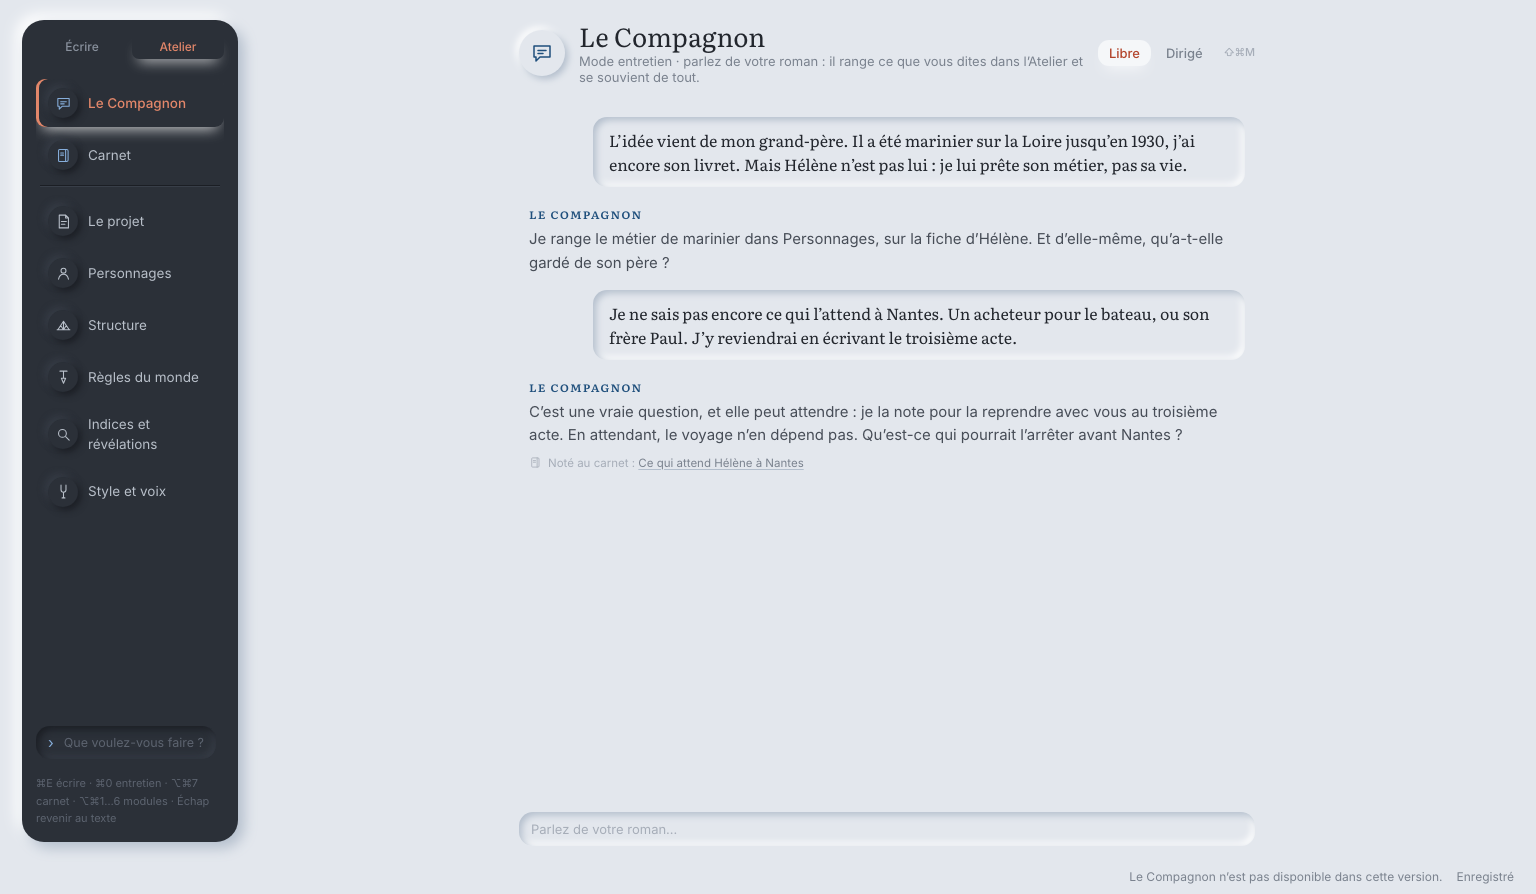 Écrire
Atelier
Le Compagnon
Carnet
Le projet
Personnages
Structure
Règles du monde
Indices et
révélations
Style et voix
Que voulez-vous faire ?
⌘E écrire · ⌘0 entretien · ⌥⌘7
carnet · ⌥⌘1…6 modules · Échap
revenir au texte
Le Compagnon
Mode entretien · parlez de votre roman : il range ce que vous dites dans l’Atelier et
se souvient de tout.
Libre
Dirigé
⇧⌘M
L’idée vient de mon grand-père. Il a été marinier sur la Loire jusqu’en 1930, j’ai
encore son livret. Mais Hélène n’est pas lui : je lui prête son métier, pas sa vie.
LE COMPAGNON
Je range le métier de marinier dans Personnages, sur la fiche d’Hélène. Et d’elle-même, qu’a-t-elle
gardé de son père ?
Je ne sais pas encore ce qui l’attend à Nantes. Un acheteur pour le bateau, ou son
frère Paul. J’y reviendrai en écrivant le troisième acte.
LE COMPAGNON
C’est une vraie question, et elle peut attendre : je la note pour la reprendre avec vous au troisième
acte. En attendant, le voyage n’en dépend pas. Qu’est-ce qui pourrait l’arrêter avant Nantes ?
Noté au carnet : Ce qui attend Hélène à Nantes
Parlez de votre roman…
Le Compagnon n’est pas disponible dans cette version.
Enregistré